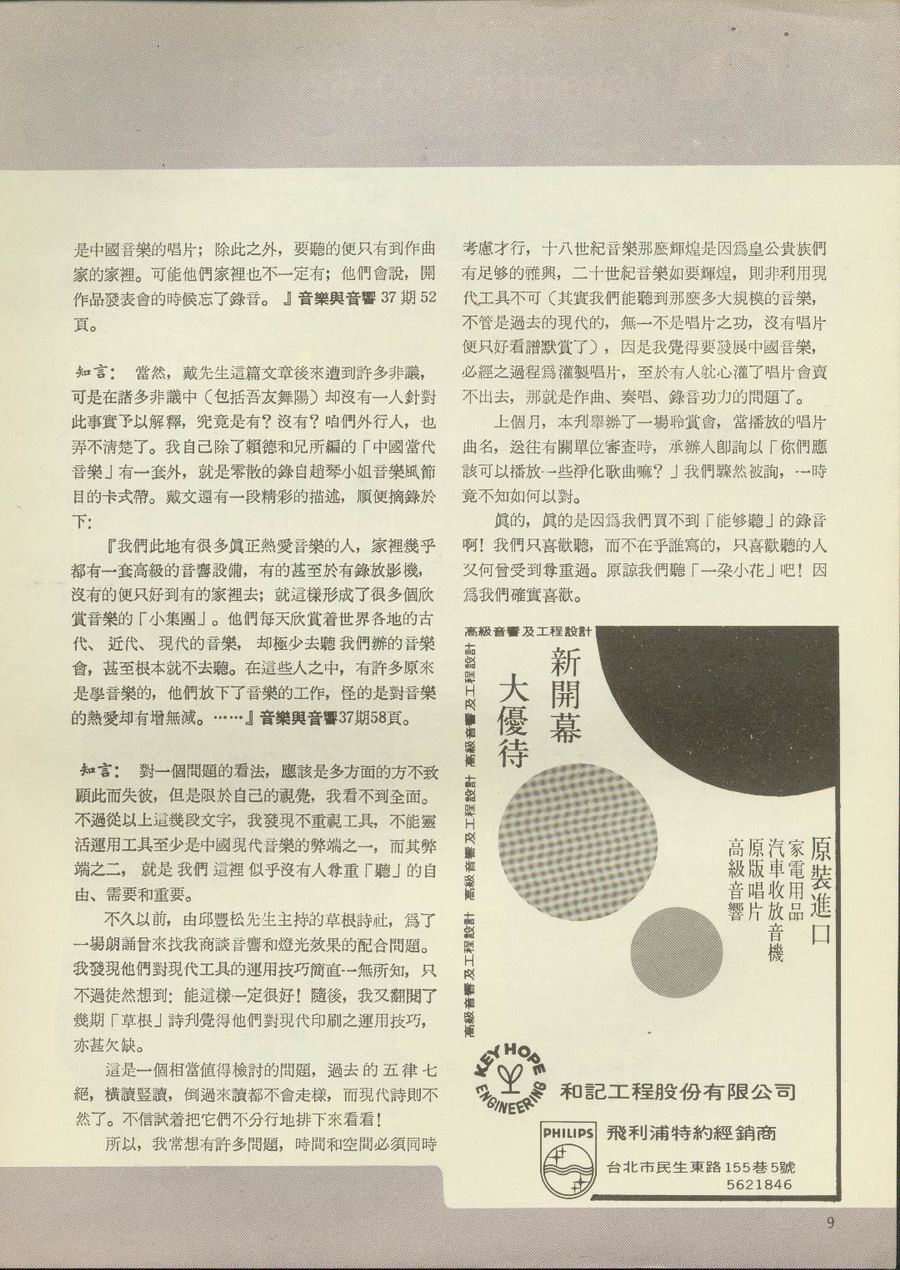 是中國音樂的唱片；除此之外，要聽的便只有到作曲
家的家裡。可能他們家裡也不一定有；他們會說，開
作品發表會的時候忘了錄音。』音樂與音響 37 期 52
頁。
知言：　當然，戴先生這篇文章後來遭到許多非議，
可是在諸多非議中（包括吾友舞陽）却沒有一人針對
此事實予以解釋，究竟是有？沒有？咱們外行人，也
弄不清楚了。我自己除了賴德和兄所編的「中國當代
音樂」有一套外，就是零散的錄自趙琴小姐音樂風節
目的卡式帶。戴文還有一段精彩的描述，順便摘錄於
下：
『我們此地有很多眞正熱愛音樂的人，家裡幾乎
都有一套高級的音響設備，有的甚至於有錄放影機，
沒有的便只好到有的家裡去；就這樣形成了很多個欣
賞音樂的「小集團」。他們每天欣賞着世界各地的古
代、近代、現代的音樂，却極少去聽我們辦的音樂
會，甚至根本就不去聽。在這些人之中，有許多原來
是學音樂的，他們放下了音樂的工作，怪的是對音樂
的熱愛却有增無減。……』音樂與音響37期58頁。
知言：　對一個問題的看法，應該是多方面的方不致
顧此而失彼，但是限於自己的視覺，我看不到全面。
不過從以上這幾段文字，我發現不重視工具，不能靈
活運用工具至少是中國現代音樂的弊端之一，而其弊
端之二，就是我們這裡似乎沒有人尊重「聽」的自
由、需要和重要。
不久以前，由邱豐松先生主持的草根詩社，爲了
一場朗誦曾來找我商談音響和燈光效果的配合問題。
我發現他們對現代工具的運用技巧簡直一無所知，只
不過徒然想到：能這樣一定很好！隨後，我又翻閱了
幾期「草根」詩刋覺得他們對現代印刷之運用技巧，
亦甚欠缺。
這是一個相當值得檢討的問題，過去的五律七
絕，橫讀豎讀，倒過來讀都不會走樣，而現代詩則不
然了。不信試着把它們不分行地排下來看看！
所以，我常想有許多問題，時間和空間必須同時
考慮才行，十八世紀音樂那麽輝煌是因爲皇公貴族們
有足够的雅興，二十世紀音樂如要輝煌，則非利用現
代工具不可（其實我們能聽到那麽多大規模的音樂，
不管是過去的現代的，無一不是唱片之功，沒有唱片
便只好看譜默賞了），因是我覺得要發展中國音樂，
必經之過程爲灌製唱片，至於有人躭心灌了唱片會賣
不出去，那就是作曲、奏唱、錄音功力的問題了。
上個月，本刋舉辦了一場聆賞會，當播放的唱片
曲名，送往有關單位審查時，承辦人卽詢以「你們應
該可以播放一些淨化歌曲嘛？」我們驟然被詢，一時
竟不知如何以對。
眞的，眞的是因爲我們買不到「能够聽」的錄音
啊！我們只喜歡聽，而不在乎誰寫的，只喜歡聽的人
又何曾受到尊重過。原諒我們聽「一朶小花」吧！因
爲我們確實喜歡。
高級音響及工程設計
高級音響及工程設計
高級音響及工程設計
高級音響及工程設計
新開幕
大優待
原裝進口
家電用品
汽車收放音機
原版唱片
高級音響
KEY HOPE
ENGINEERING
和記工程股份有限公司
PHILIPS
飛利浦特約經銷商
台北市民生東路155巷5號
5621846
9